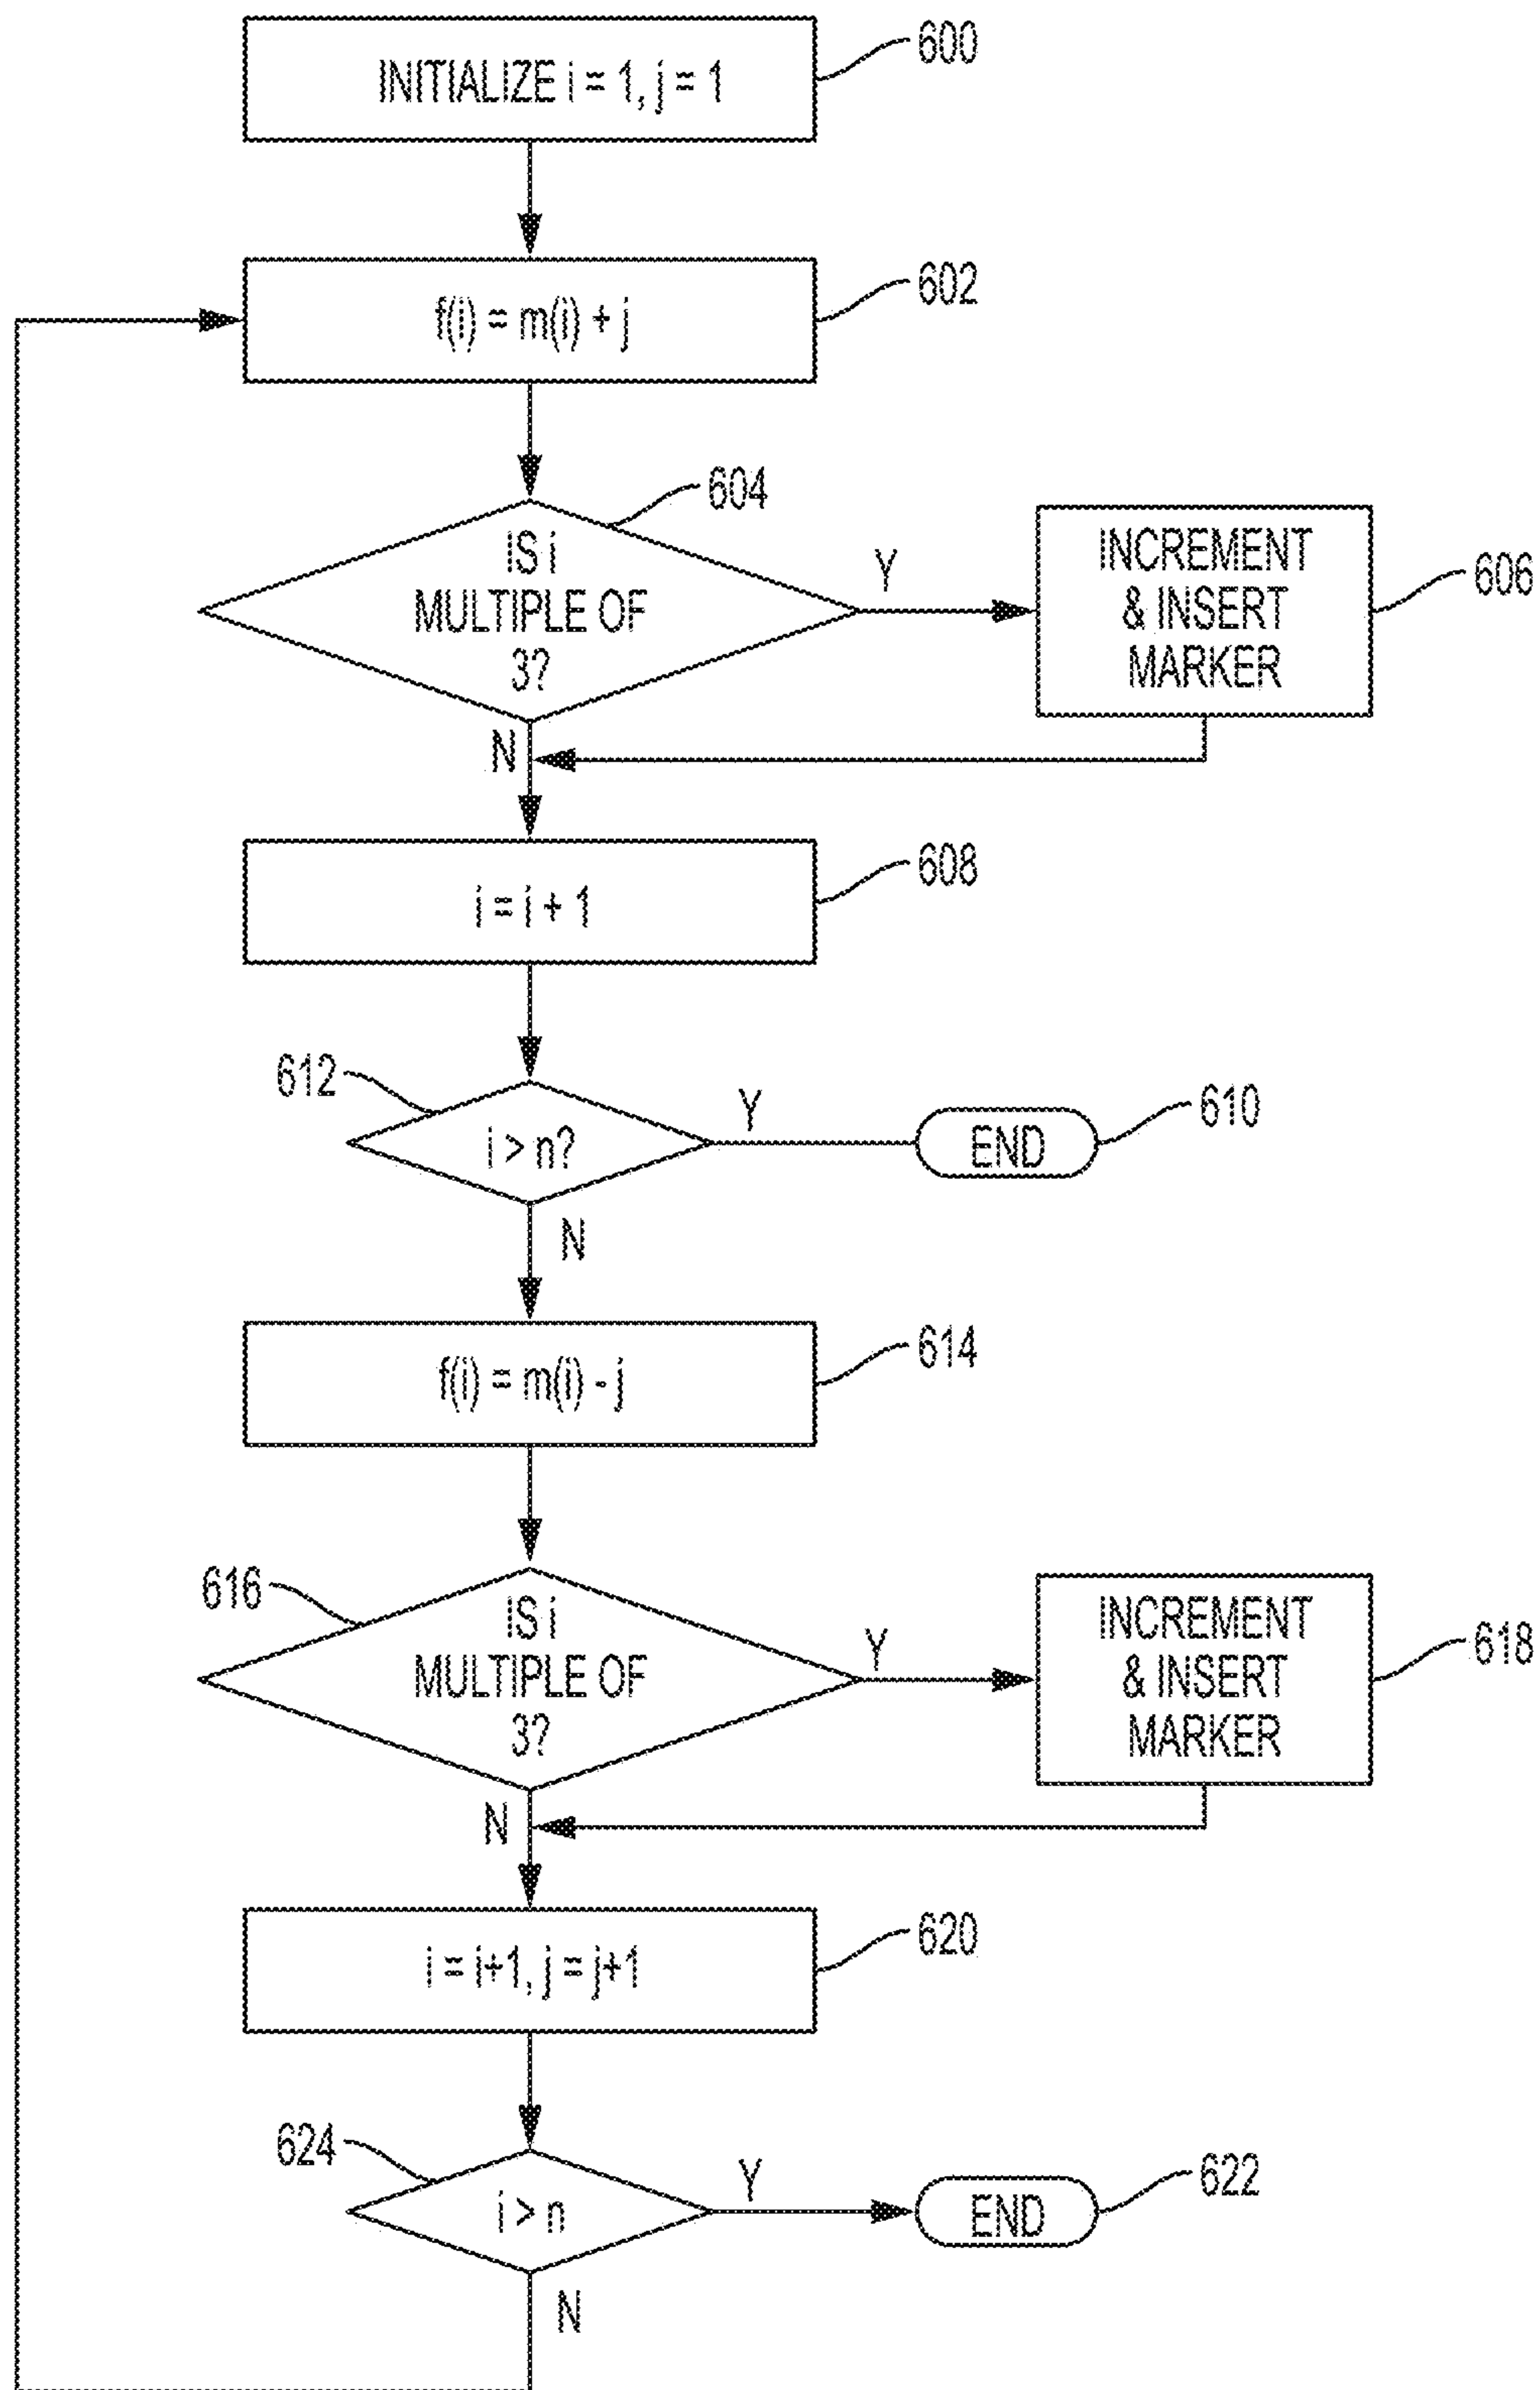 INITIALIZE i = 1, j = 1
600
f(i) = m(i) + j
602
604
IS i
MULTIPLE OF
3?
Y
N
INCREMENT
& INSERT
MARKER
606
i = i + 1
608
612
i > n?
Y
N
END
610
f(i) = m(i) - j
614
616
IS i
MULTIPLE OF
3?
Y
N
INCREMENT
& INSERT
MARKER
618
i = i+1, j = j+1
620
624
i > n
Y
N
END
622